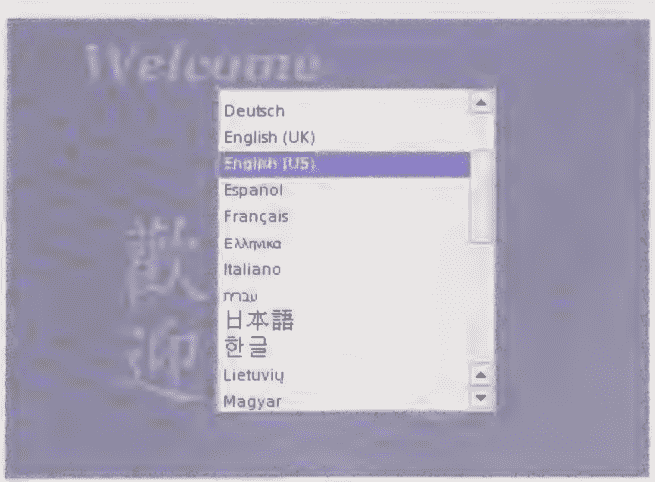 Welcome
歡迎
Deutsch
English (UK)
English (US)
Español
Français
Ελληνικα
Italiano
עברית
日本語
한글
Lietuvių
Magyar